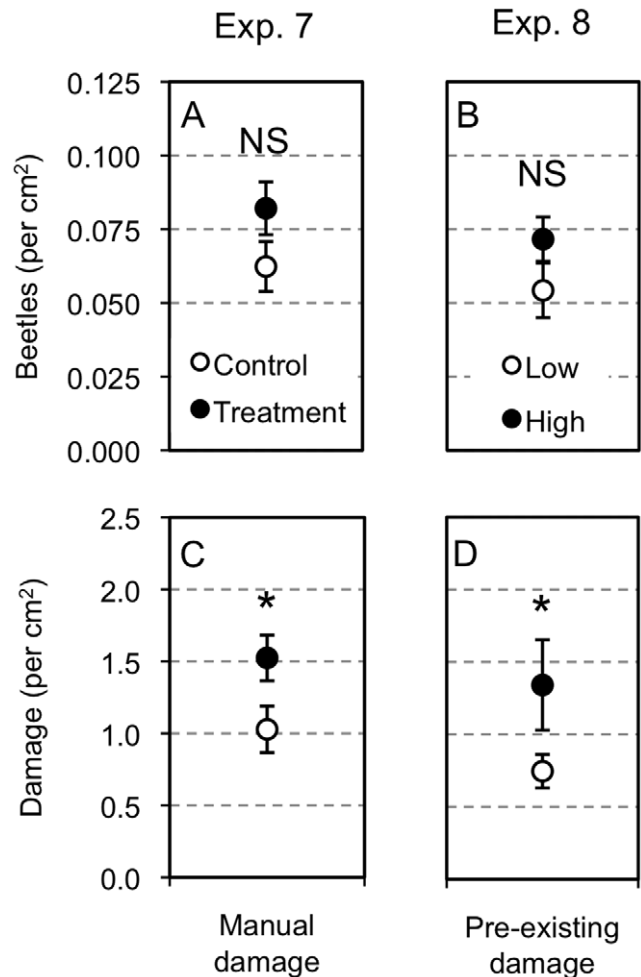 Exp. 7
Exp. 8
Beetles (per cm²)
0.125
0.100
0.075
0.050
0.025
0.000
A
NS
Control
Treatment
B
NS
Low
High
Damage (per cm²)
2.5
2.0
1.5
1.0
0.5
0.0
C
*
D
*
Manual
damage
Pre-existing
damage